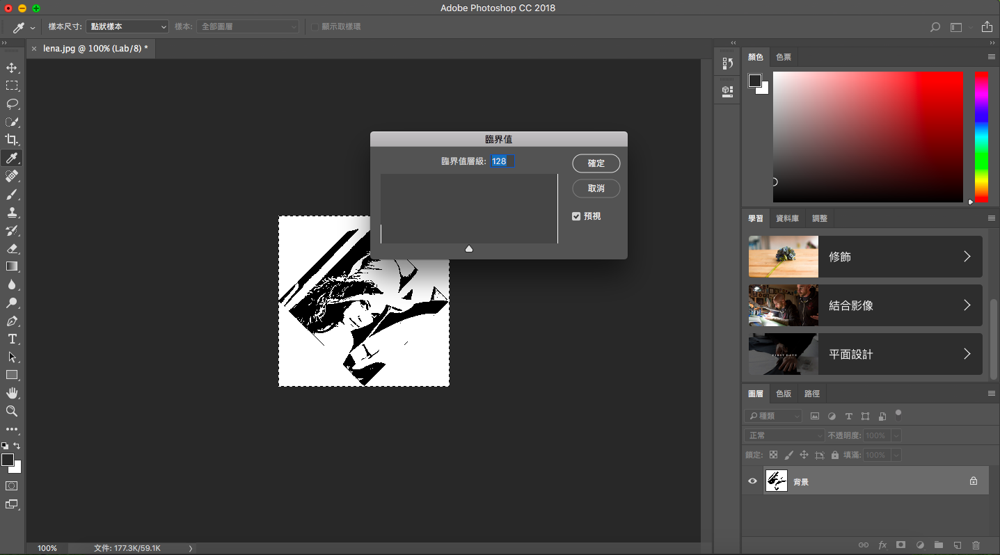 Adobe Photoshop CC 2018
樣本尺寸: 點狀樣本 樣本: 全部圖層 顯示取樣環
lena.jpg @ 100% (Lab/8) *
顏色 色票
臨界值
臨界值層級: 128
確定
取消
預視
學習 資料庫 調整
修飾
結合影像
FIRST DATE
平面設計
圖層 色版 路徑
種類
正常 不透明度: 100%
鎖定: 填滿: 100%
背景
fx
100% 文件: 177.3K/59.1K